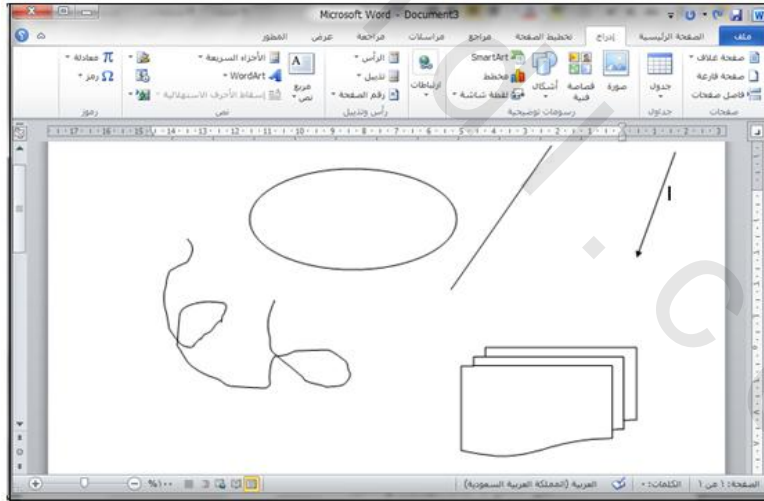 Microsoft Word - Document3
ملف الصفحة الرئيسية إدراج تخطيط الصفحة مراجع مراسلات مراجعة عرض المطور
صفحة غلاف
صفحة فارغة
فاصل صفحات
صفحات
جدول
جداول
صورة
قصاصة فنية
أشكال
SmartArt
مخطط
لقطة شاشة
رسومات توضيحية
ارتباطات
الرأس
تذييل
رقم الصفحة
رأس وتذييل
مربع نص
الأجزاء السريعة
WordArt
إسقاط الأحرف الاستهلالية
نص
معادلة
رمز
رموز
الصفحة: ١ من ١ الكلمات: ٠ العربية (المملكة العربية السعودية) ١٠٠%